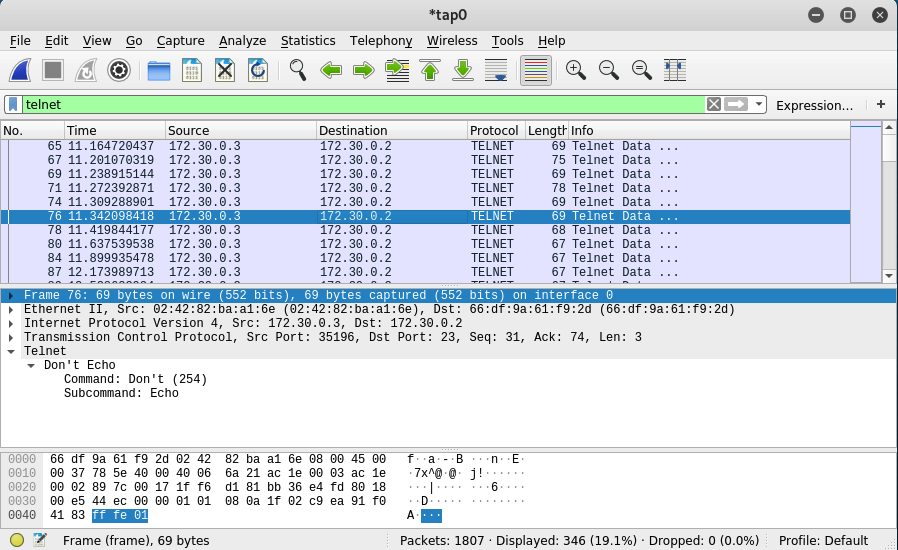 *tap0
File Edit View Go Capture Analyze Statistics Telephony Wireless Tools Help
telnet Expression... +
No. Time Source Destination Protocol Length Info
65 11.164720437 172.30.0.3 172.30.0.2 TELNET 69 Telnet Data ...
67 11.201070319 172.30.0.3 172.30.0.2 TELNET 75 Telnet Data ...
69 11.238915144 172.30.0.3 172.30.0.2 TELNET 69 Telnet Data ...
71 11.272392871 172.30.0.3 172.30.0.2 TELNET 78 Telnet Data ...
74 11.309288901 172.30.0.3 172.30.0.2 TELNET 69 Telnet Data ...
76 11.342098418 172.30.0.3 172.30.0.2 TELNET 69 Telnet Data ...
78 11.419844177 172.30.0.3 172.30.0.2 TELNET 68 Telnet Data ...
80 11.637539538 172.30.0.3 172.30.0.2 TELNET 67 Telnet Data ...
84 11.899935478 172.30.0.3 172.30.0.2 TELNET 67 Telnet Data ...
87 12.173989713 172.30.0.3 172.30.0.2 TELNET 67 Telnet Data ...
Frame 76: 69 bytes on wire (552 bits), 69 bytes captured (552 bits) on interface 0
Ethernet II, Src: 02:42:82:ba:a1:6e (02:42:82:ba:a1:6e), Dst: 66:df:9a:61:f9:2d (66:df:9a:61:f9:2d)
Internet Protocol Version 4, Src: 172.30.0.3, Dst: 172.30.0.2
Transmission Control Protocol, Src Port: 35196, Dst Port: 23, Seq: 31, Ack: 74, Len: 3
Telnet
Don't Echo
Command: Don't (254)
Subcommand: Echo
0000 66 df 9a 61 f9 2d 02 42 82 ba a1 6e 08 00 45 00 f··a·-·B ···n··E·
0010 00 37 78 5e 40 00 40 06 6a 21 ac 1e 00 03 ac 1e ·7x^@·@· j!······
0020 00 02 89 7c 00 17 1f f6 d1 81 bb 36 e4 fd 80 18 ···|···· ···6····
0030 00 e5 44 ec 00 00 01 01 08 0a 1f 02 c9 ea 91 f0 ··D····· ········
0040 41 83 ff fe 01 A····
Frame (frame), 69 bytes Packets: 1807 · Displayed: 346 (19.1%) · Dropped: 0 (0.0%) Profile: Default